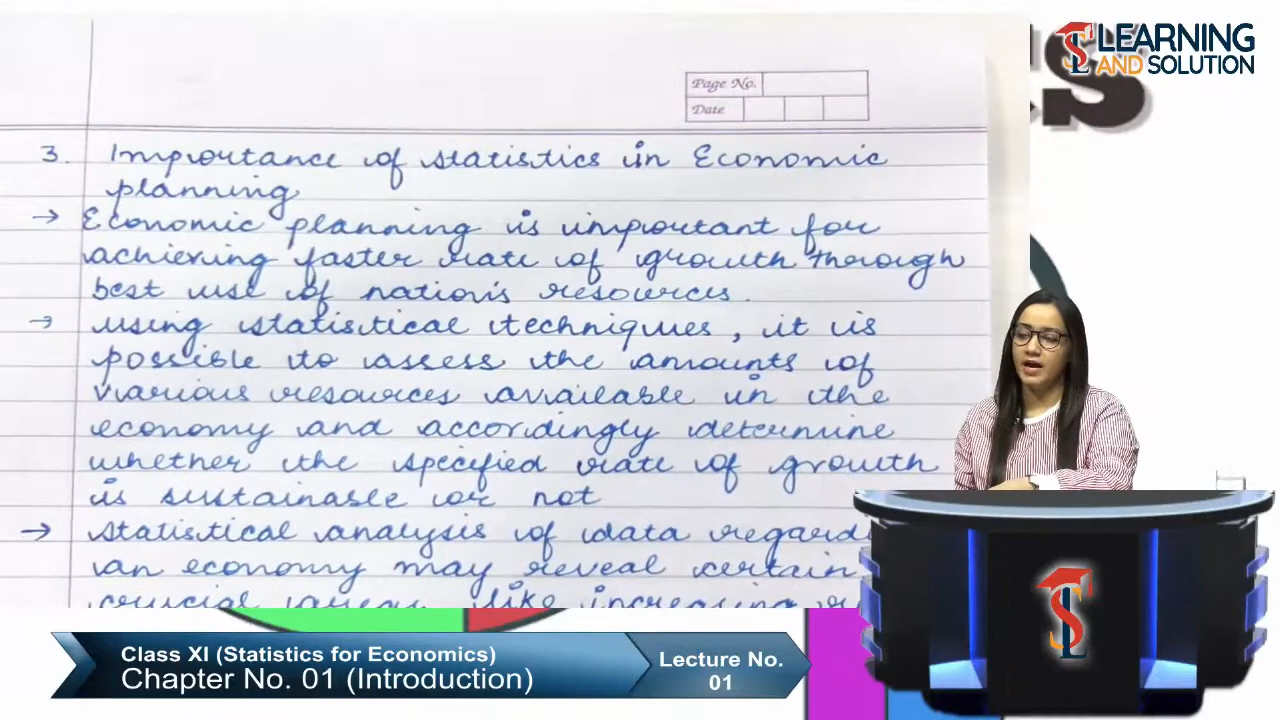 LEARNING
AND SOLUTION
Page No.
Date
3. Importance of statistics in Economic
planning
→ Economic planning is important for
achieving faster rate of growth through
best use of nation's resources.
→ using statistical techniques, it is
possible to assess the amounts of
various resources available in the
economy and accordingly determine
whether the specified rate of growth
is sustainable or not
→ statistical analysis of data
an economy may reveal certain
crucial areas like increasing
Class XI (Statistics for Economics)
Chapter No. 01 (Introduction)
Lecture No.
01